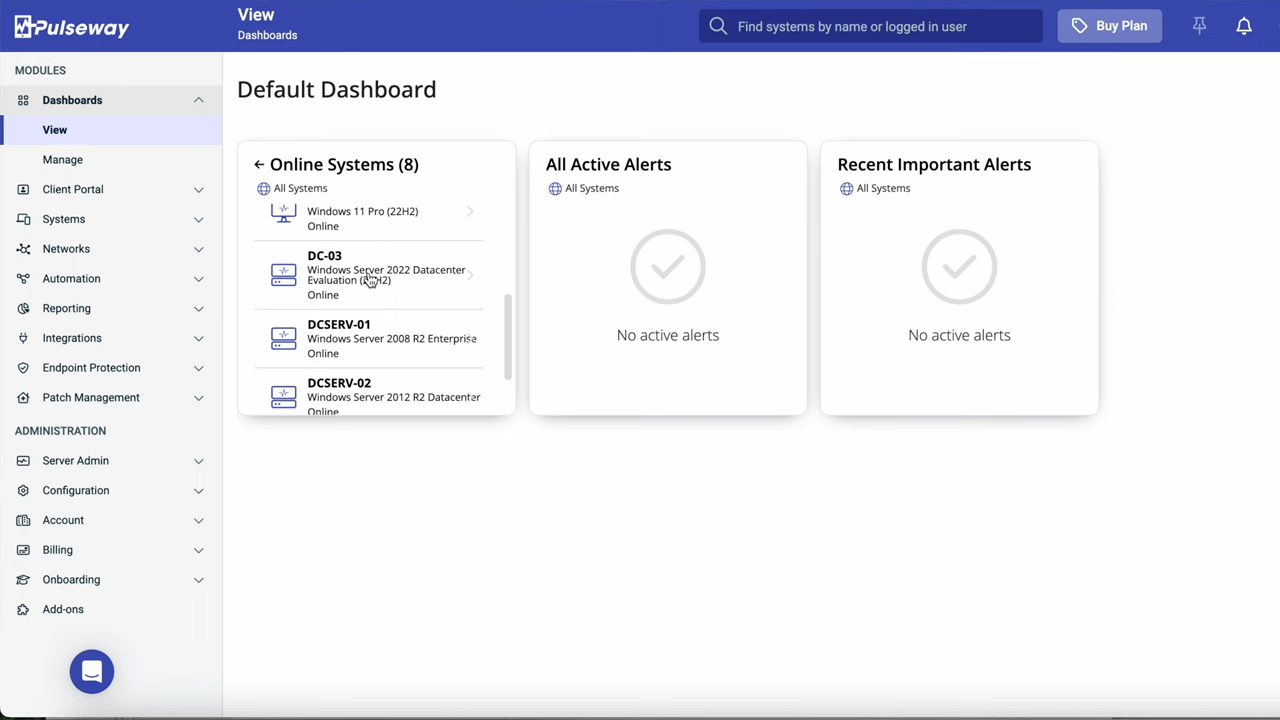 Pulseway
View
Dashboards
Find systems by name or logged in user
Buy Plan
MODULES
Dashboards
View
Manage
Client Portal
Systems
Networks
Automation
Reporting
Integrations
Endpoint Protection
Patch Management
ADMINISTRATION
Server Admin
Configuration
Account
Billing
Onboarding
Add-ons
Default Dashboard
Online Systems (8)
All Systems
Windows 11 Pro (22H2)
Online
DC-03
Windows Server 2022 Datacenter
Evaluation
Online
DCSERV-01
Windows Server 2008 R2 Enterprise
Online
DCSERV-02
Windows Server 2012 R2 Datacenter
Online
All Active Alerts
All Systems
No active alerts
Recent Important Alerts
All Systems
No active alerts